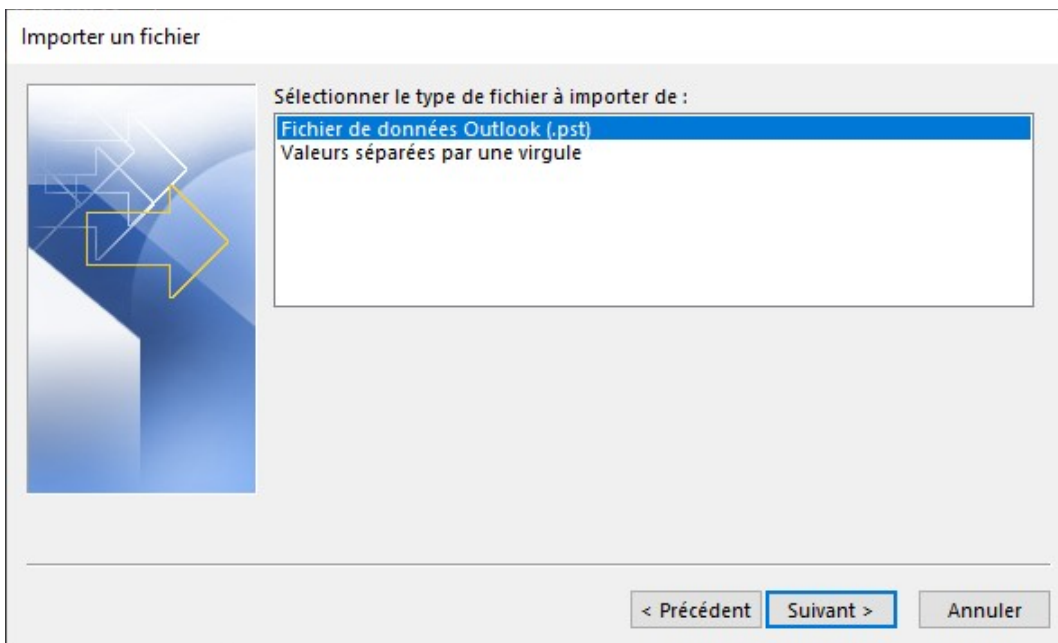 Importer un fichier
Sélectionner le type de fichier à importer de :
Fichier de données Outlook (.pst)
Valeurs séparées par une virgule
< Précédent
Suivant >
Annuler